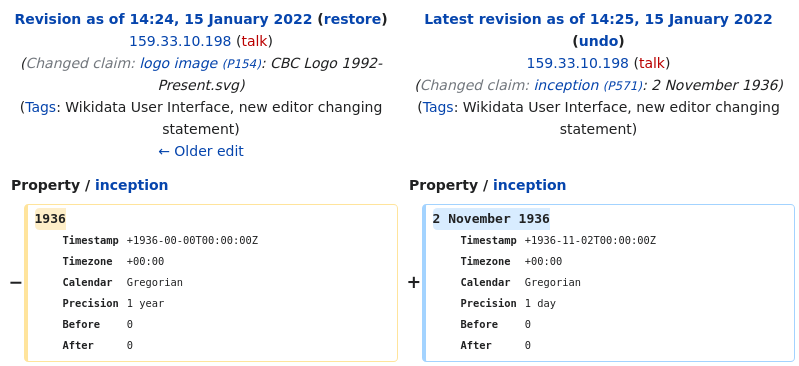 Revision as of 14:24, 15 January 2022 (restore)
159.33.10.198 (talk)
(Changed claim: logo image (P154): CBC Logo 1992-
Present.svg)
(Tags: Wikidata User Interface, new editor changing
statement)
← Older edit
Latest revision as of 14:25, 15 January 2022
(undo)
159.33.10.198 (talk)
(Changed claim: inception (P571): 2 November 1936)
(Tags: Wikidata User Interface, new editor changing
statement)
Property / inception
− 1936
Timestamp +1936-00-00T00:00:00Z
Timezone +00:00
Calendar Gregorian
Precision 1 year
Before 0
After 0
Property / inception
+ 2 November 1936
Timestamp +1936-11-02T00:00:00Z
Timezone +00:00
Calendar Gregorian
Precision 1 day
Before 0
After 0